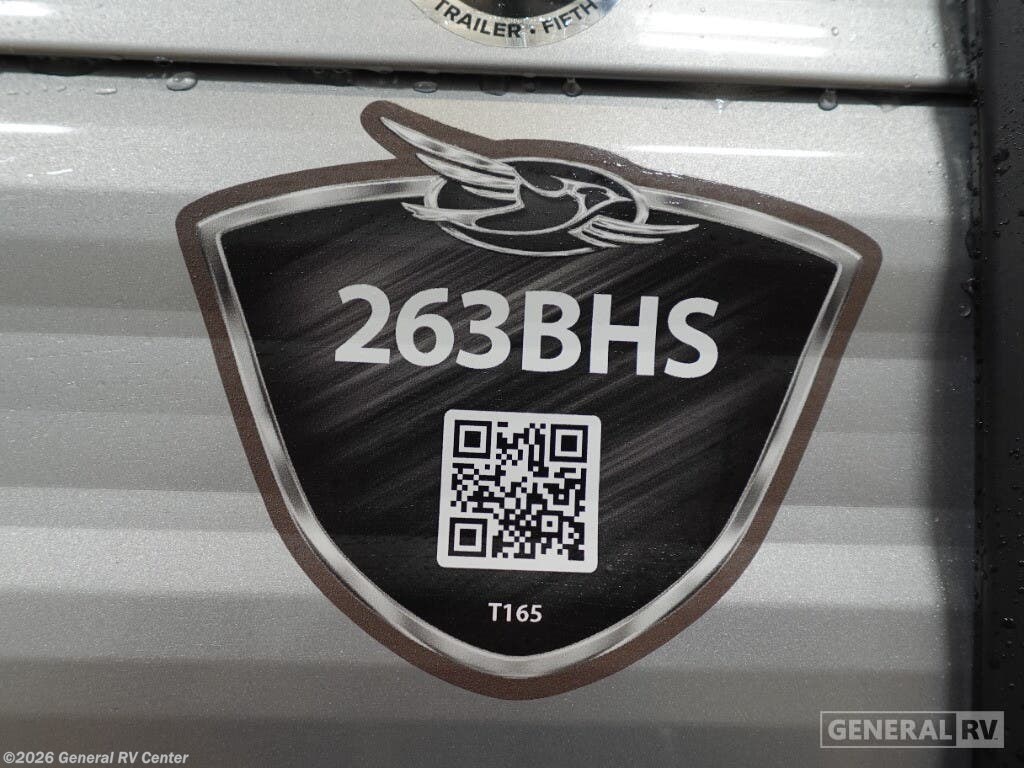 TRAILER • FIFTH
263BHS
T165
GENERAL RV
©2026 General RV Center